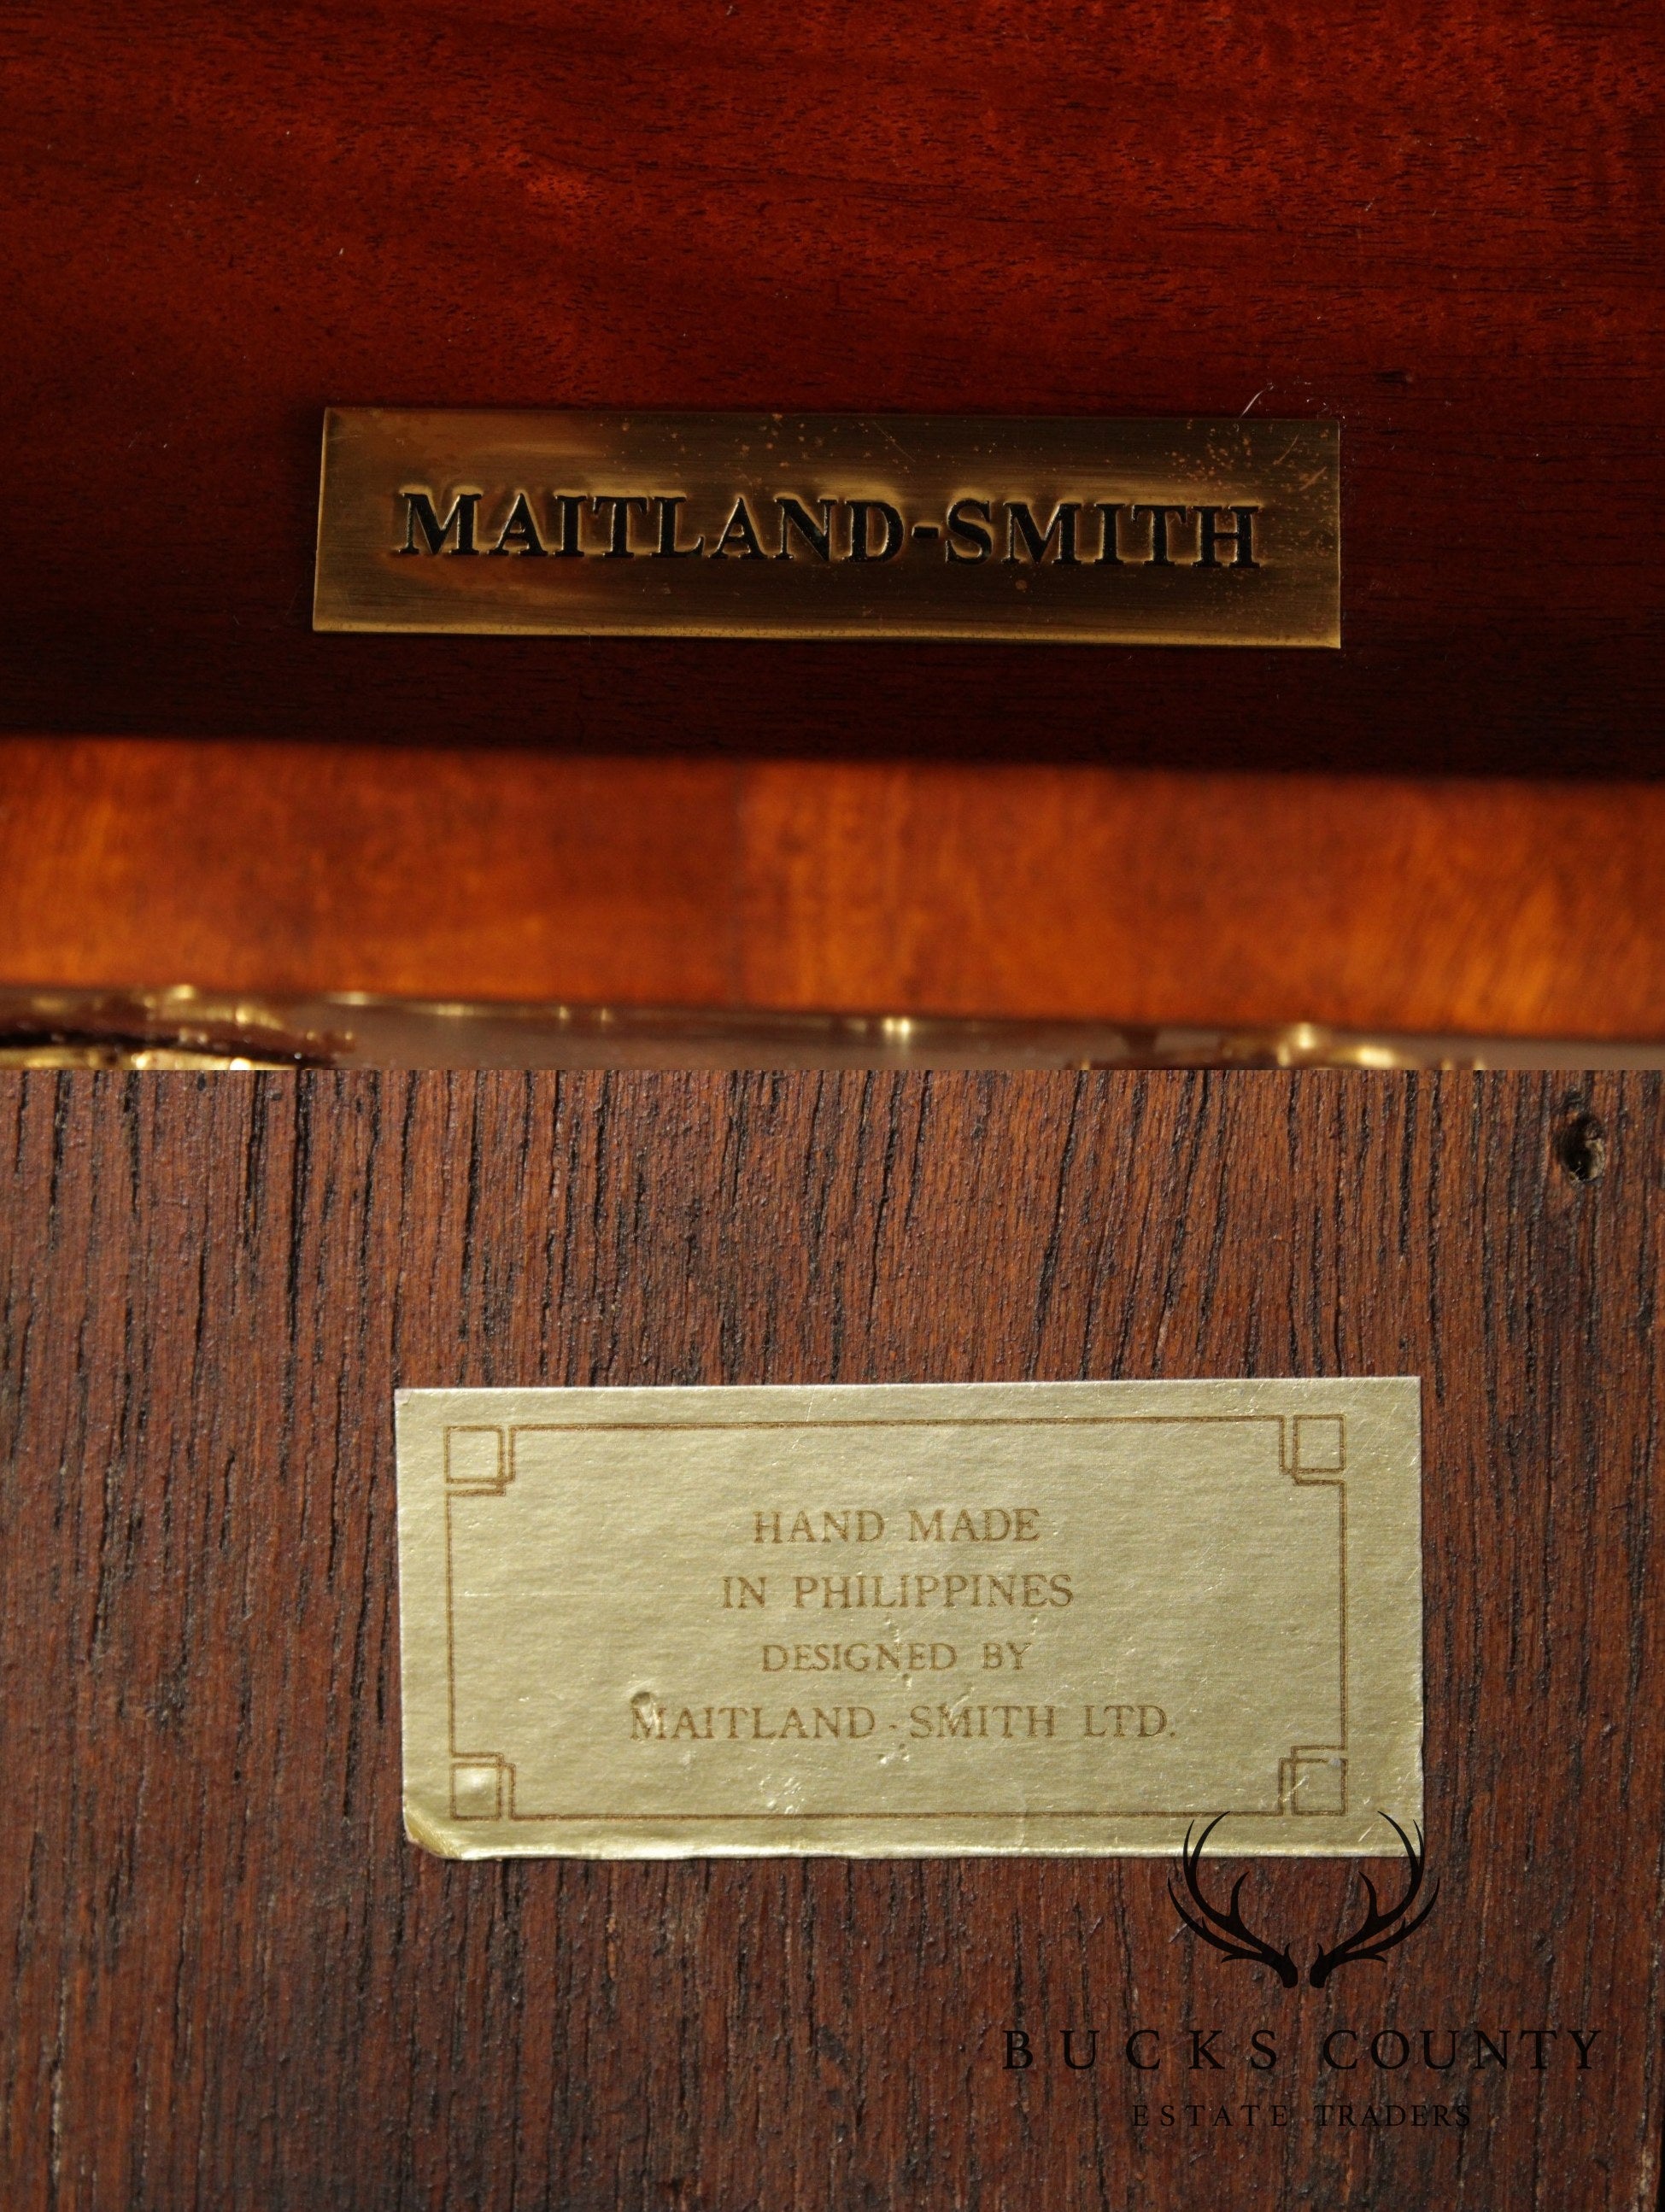 MAITLAND-SMITH
HAND MADE
IN PHILIPPINES
DESIGNED BY
MAITLAND-SMITH LTD.
BUCKS COUNTY
ESTATE TRADERS